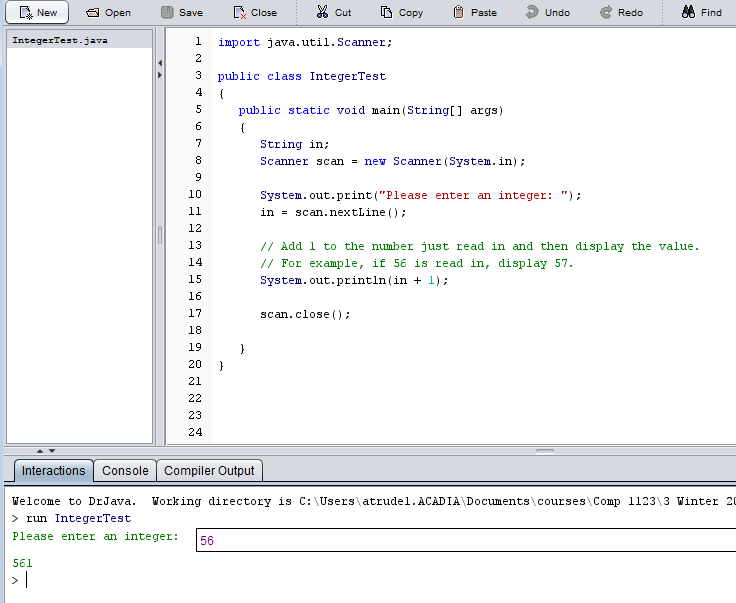 New Open Save Close Cut Copy Paste Undo Redo Find
IntegerTest.java
1 import java.util.Scanner;
2
3 public class IntegerTest
4 {
5 public static void main(String[] args)
6 {
7 String in;
8 Scanner scan = new Scanner(System.in);
9
10 System.out.print("Please enter an integer: ");
11 in = scan.nextLine();
12
13 // Add 1 to the number just read in and then display the value.
14 // For example, if 56 is read in, display 57.
15 System.out.println(in + 1);
16
17 scan.close();
18
19 }
20 }
21
22
23
24
Interactions Console Compiler Output
Welcome to DrJava. Working directory is C:\Users\atrudel.ACADIA\Documents\courses\Comp 1123\3 Winter 20
> run IntegerTest
Please enter an integer: 56
561
>